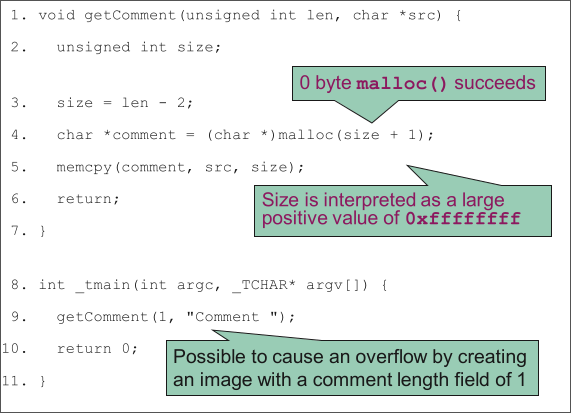 1. void getComment(unsigned int len, char *src) {
2. unsigned int size;
0 byte malloc() succeeds
3. size = len - 2;
4. char *comment = (char *)malloc(size + 1);
5. memcpy(comment, src, size);
6. return;
Size is interpreted as a large
positive value of 0xffffffff
7. }
8. int _tmain(int argc, _TCHAR* argv[]) {
9. getComment(1, "Comment ");
10. return 0;
Possible to cause an overflow by creating
an image with a comment length field of 1
11. }